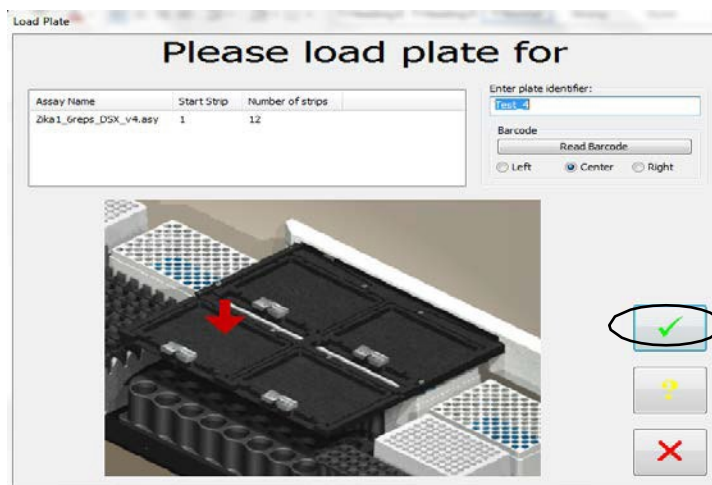 Load Plate
Please load plate for
Assay Name Start Strip Number of strips
Zika1_6reps_DSX_v4.asy 1 12
Enter plate identifier:
Test_4
Barcode
Read Barcode
Left Center Right
?